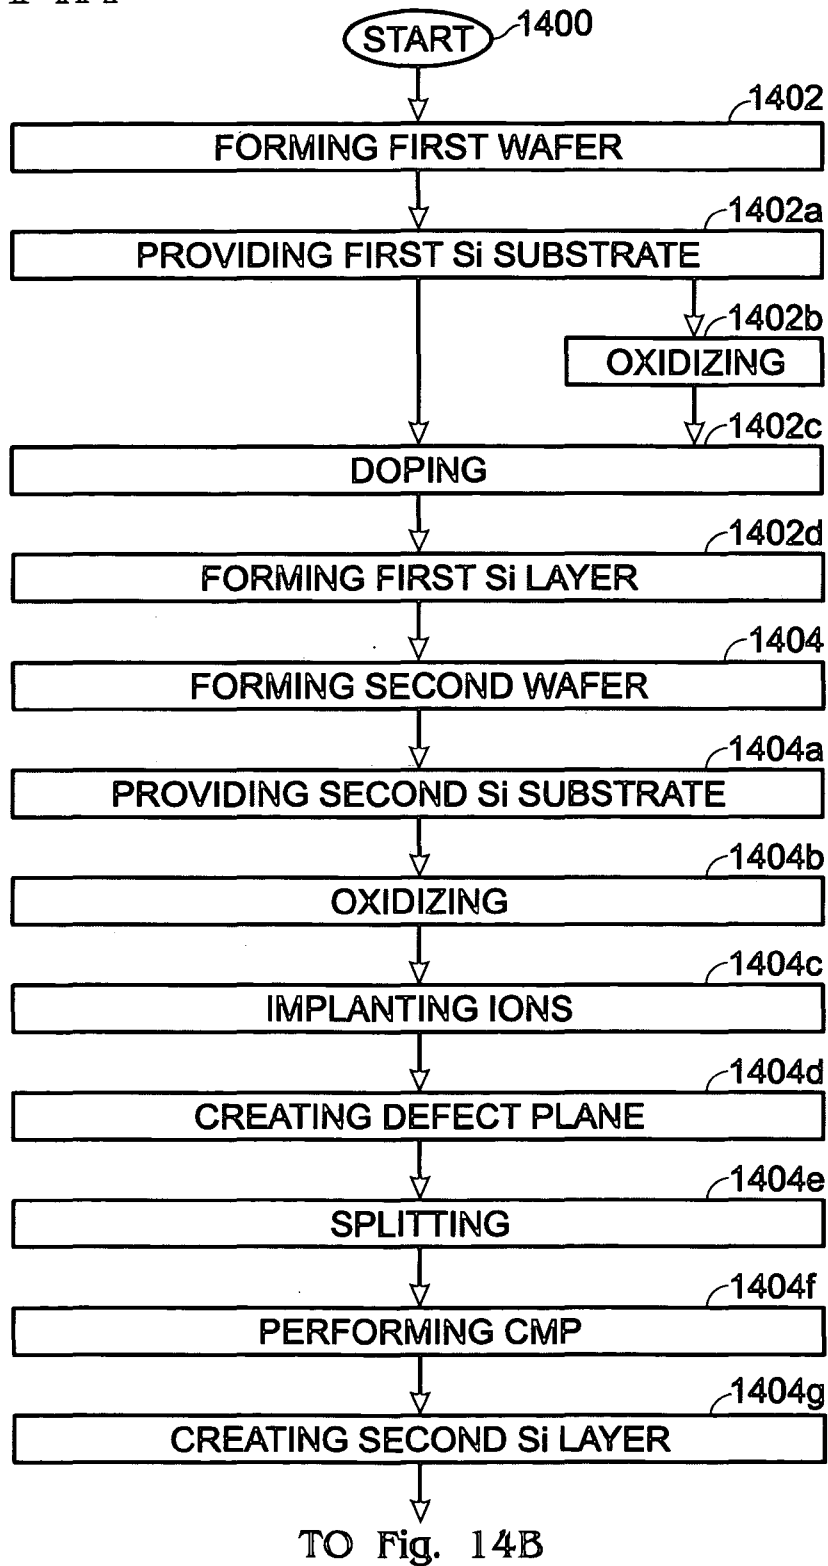 START 1400
1402
FORMING FIRST WAFER
1402a
PROVIDING FIRST Si SUBSTRATE
1402b
OXIDIZING
1402c
DOPING
1402d
FORMING FIRST Si LAYER
1404
FORMING SECOND WAFER
1404a
PROVIDING SECOND Si SUBSTRATE
1404b
OXIDIZING
1404c
IMPLANTING IONS
1404d
CREATING DEFECT PLANE
1404e
SPLITTING
1404f
PERFORMING CMP
1404g
CREATING SECOND Si LAYER
TO Fig. 14B